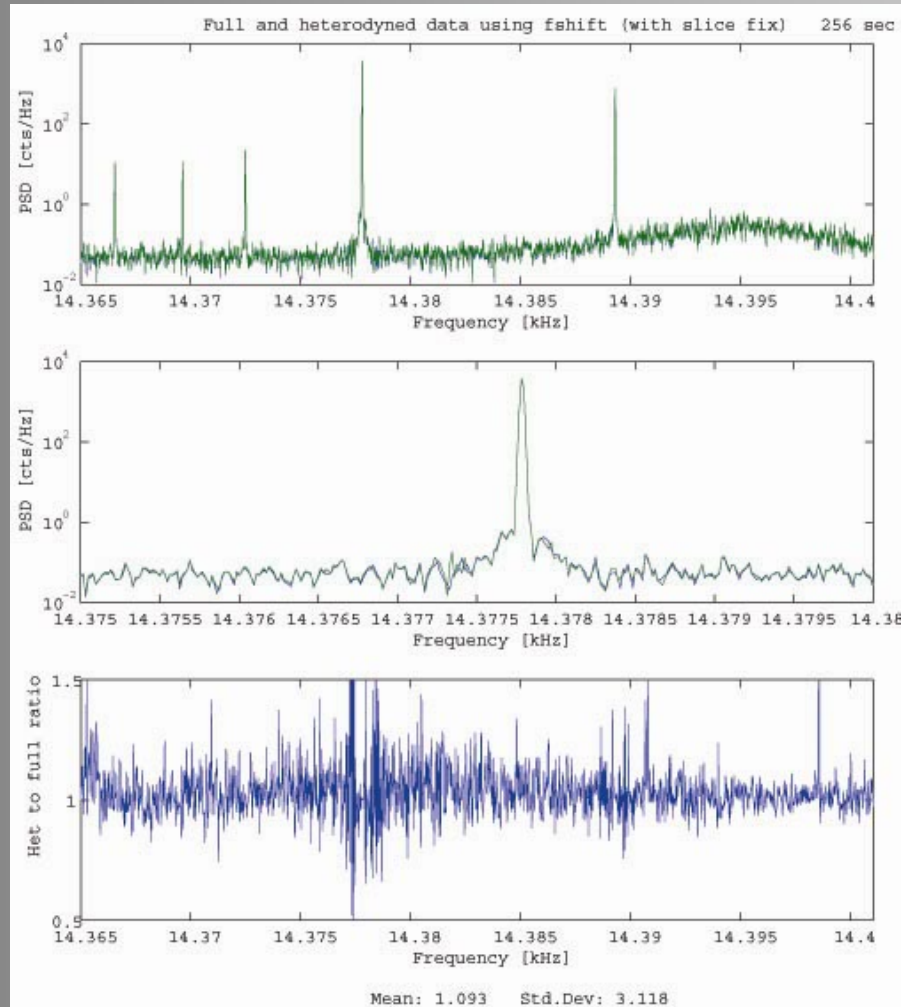 Full and heterodyned data using fshift (with slice fix) 256 sec
PSD [cts/Hz]
10^4
10^2
10^0
10^-2
14.365 14.37 14.375 14.38 14.385 14.39 14.395 14.4
Frequency [kHz]
PSD [cts/Hz]
10^4
10^2
10^0
10^-2
14.375 14.3755 14.376 14.3765 14.377 14.3775 14.378 14.3785 14.379 14.3795 14.38
Frequency [kHz]
Het to full ratio
1.5
1
0.5
14.365 14.37 14.375 14.38 14.385 14.39 14.395 14.4
Frequency [kHz]
Mean: 1.093 Std.Dev: 3.118